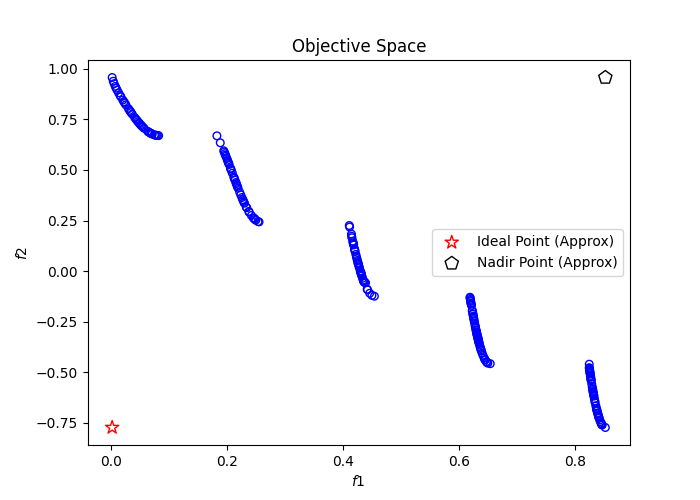 Objective Space
1.00
0.75
0.50
0.25
0.00
−0.25
−0.50
−0.75
f2
Ideal Point (Approx)
Nadir Point (Approx)
0.0 0.2 0.4 0.6 0.8
f1